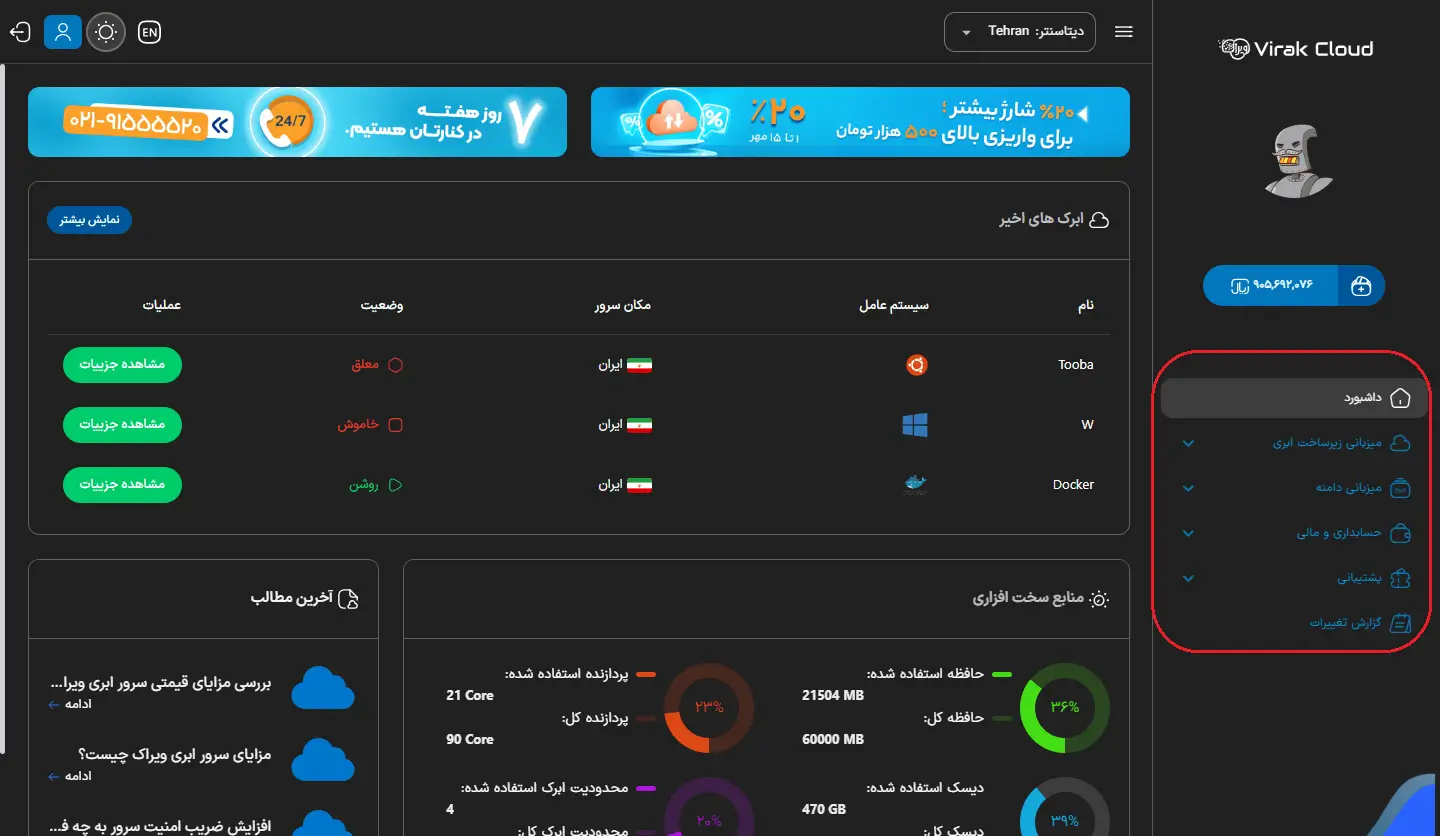 Virak Cloud
۹۰۵,۶۹۲,۰۷۶
داشبورد
میزبانی زیرساخت ابری
میزبانی دامنه
حسابداری و مالی
پشتیبانی
گزارش تغییرات
دیتاسنتر: Tehran
EN
۲۰% شارژ بیشتر؛
برای واریزی بالای ۵۰۰ هزار تومان
۲۰٪
۱ تا ۱۵ مهر
۷ روز هفتــه
در کنارتان هستیم.
24/7
۰۲۱-۹۱۵۵۵۵۲۰
ابرک های اخیر
نمایش بیشتر
نام سیستم عامل مکان سرور وضعیت عملیات
Tooba ایران معلق مشاهده جزییات
W ایران خاموش مشاهده جزییات
Docker ایران روشن مشاهده جزییات
منابع سخت افزاری
۳۶%
حافظه استفاده شده:
21504 MB
حافظه کل:
60000 MB
۲۳%
پردازنده استفاده شده:
21 Core
پردازنده کل:
90 Core
۳۹%
دیسک استفاده شده:
470 GB
دیسک کل:
۲۰%
محدودیت ابرک استفاده شده:
4
محدودیت ابرک کل:
آخرین مطالب
بررسی مزایای قیمتی سرور ابری ویرا...
ادامه
مزایای سرور ابری ویراک چیست؟
ادامه
افزایش ضریب امنیت سرور به چه ف...